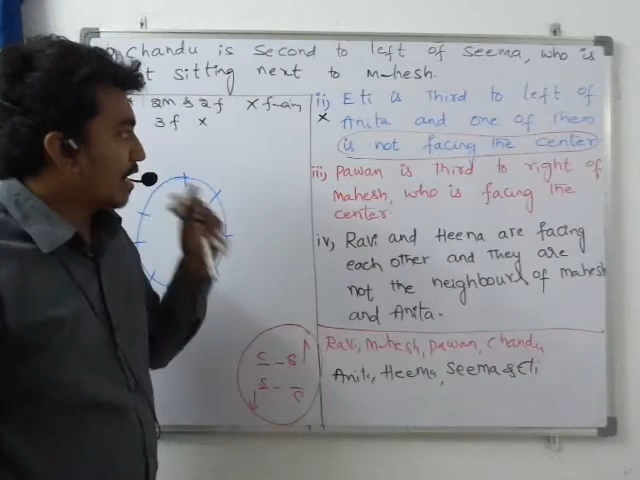 Chandu is Second to left of Seema, who is
sitting next to Mahesh.
2m & 2f X f-ain
3f X
ii, Eti is Third to left of
X Anita and one of Them
is not facing The center
iii, Pawan is third to right of
Mahesh, who is facing the
center.
iv, Ravi and Heena are facing
each other and They are
not the neighbours of mahesh
and Anita.
C - S
S - C
Ravi, Mahesh, pawan, chandu
Anita, Heema, Seema & Eti